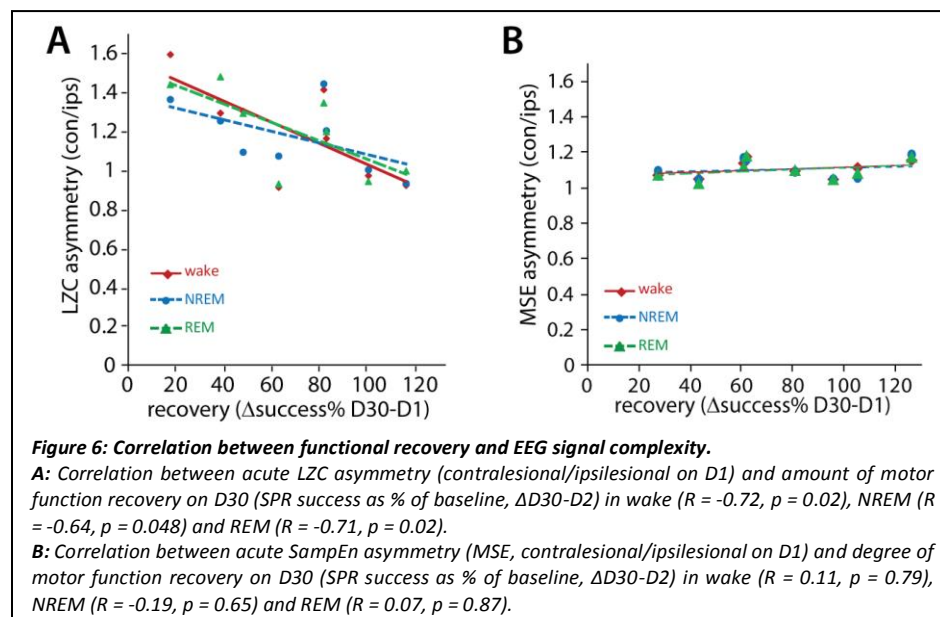 A
B
1.6
1.4
1.2
1
0.8
0.6
0.4
0.2
0
LZC asymmetry (con/ips)
wake
NREM
REM
0 20 40 60 80 100 120
recovery (Δsuccess% D30-D1)
1.6
1.4
1.2
1
0.8
0.6
0.4
0.2
0
MSE asymmetry (con/ips)
wake
NREM
REM
0 20 40 60 80 100 120
recovery (Δsuccess% D30-D1)
Figure 6: Correlation between functional recovery and EEG signal complexity.
A: Correlation between acute LZC asymmetry (contralesional/ipsilesional on D1) and amount of motor
function recovery on D30 (SPR success as % of baseline, ΔD30-D2) in wake (R = -0.72, p = 0.02), NREM (R
= -0.64, p = 0.048) and REM (R = -0.71, p = 0.02).
B: Correlation between acute SampEn asymmetry (MSE, contralesional/ipsilesional on D1) and degree of
motor function recovery on D30 (SPR success as % of baseline, ΔD30-D2) in wake (R = 0.11, p = 0.79),
NREM (R = -0.19, p = 0.65) and REM (R = 0.07, p = 0.87).